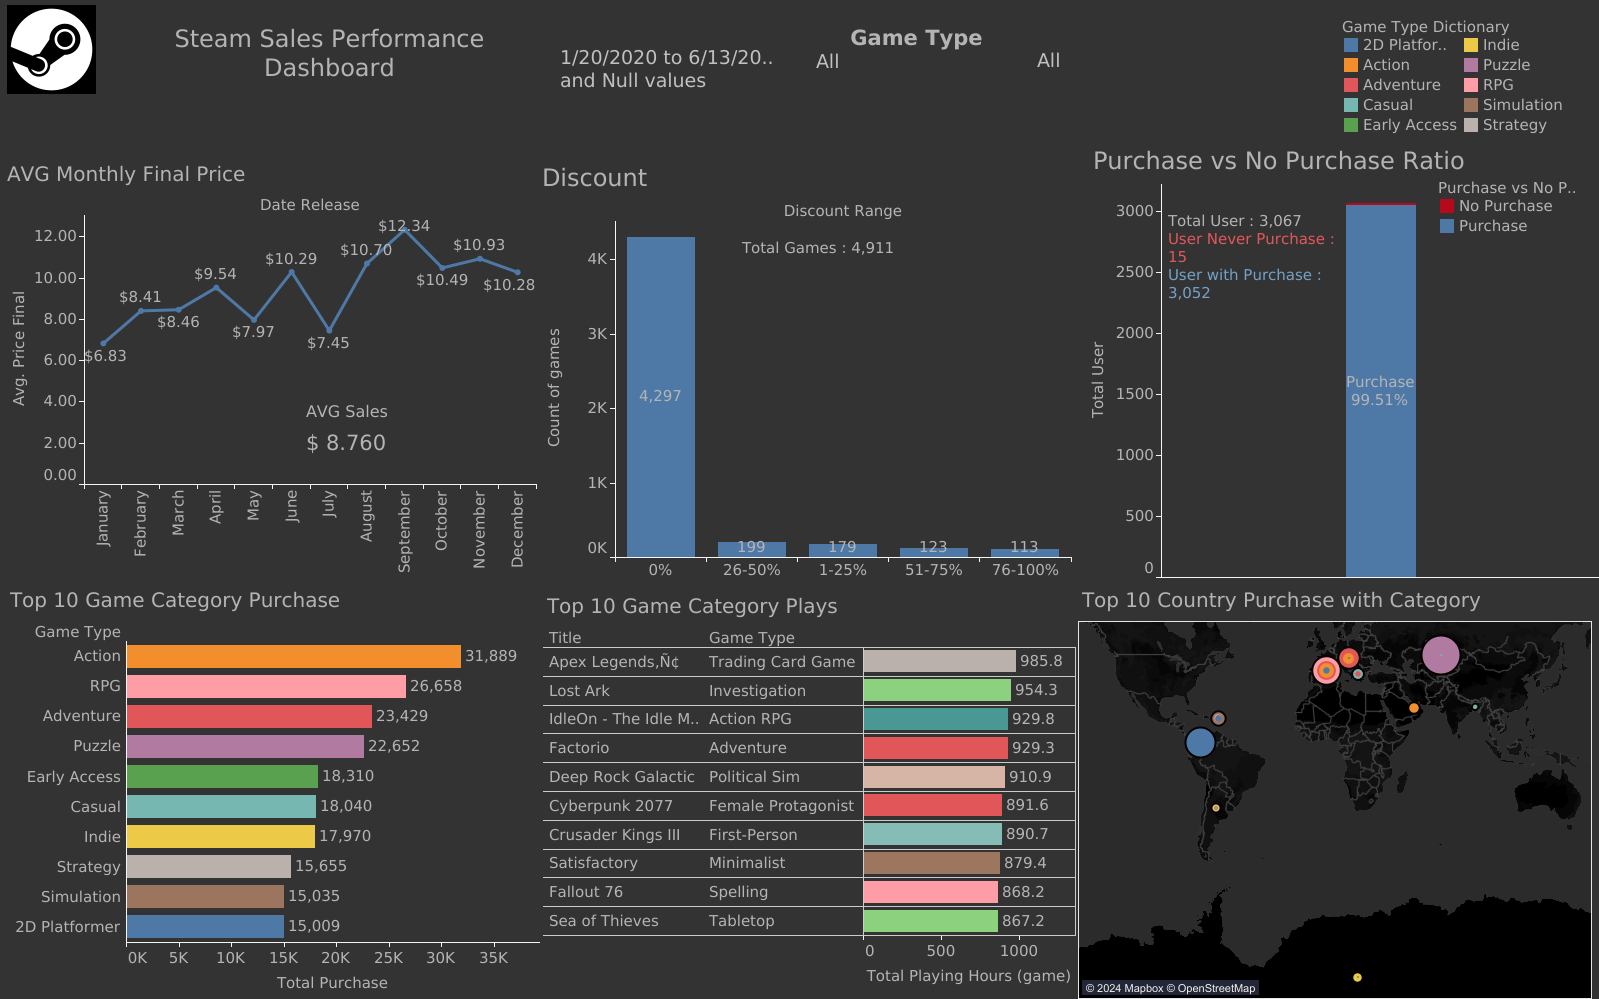 Steam Sales Performance
Dashboard
1/20/2020 to 6/13/20..
and Null values
Game Type
All
All
Game Type Dictionary
2D Platfor..
Indie
Action
Puzzle
Adventure
RPG
Casual
Simulation
Early Access
Strategy
AVG Monthly Final Price
Date Release
Avg. Price Final
12.00
10.00
8.00
6.00
4.00
2.00
0.00
$6.83
$8.41
$8.46
$9.54
$7.97
$10.29
$7.45
$10.70
$12.34
$10.49
$10.93
$10.28
AVG Sales
$ 8.760
January
February
March
April
May
June
July
August
September
October
November
December
Discount
Discount Range
Total Games : 4,911
Count of games
4K
3K
2K
1K
0K
4,297
199
179
123
113
0%
26-50%
1-25%
51-75%
76-100%
Purchase vs No Purchase Ratio
Purchase vs No P..
No Purchase
Purchase
Total User : 3,067
User Never Purchase :
15
User with Purchase :
3,052
Total User
3000
2500
2000
1500
1000
500
0
Purchase
99.51%
Top 10 Game Category Purchase
Game Type
Action 31,889
RPG 26,658
Adventure 23,429
Puzzle 22,652
Early Access 18,310
Casual 18,040
Indie 17,970
Strategy 15,655
Simulation 15,035
2D Platformer 15,009
0K 5K 10K 15K 20K 25K 30K 35K
Total Purchase
Top 10 Game Category Plays
Title Game Type
Apex Legends‚Ñ¢ Trading Card Game 985.8
Lost Ark Investigation 954.3
IdleOn - The Idle M.. Action RPG 929.8
Factorio Adventure 929.3
Deep Rock Galactic Political Sim 910.9
Cyberpunk 2077 Female Protagonist 891.6
Crusader Kings III First-Person 890.7
Satisfactory Minimalist 879.4
Fallout 76 Spelling 868.2
Sea of Thieves Tabletop 867.2
0 500 1000
Total Playing Hours (game)
Top 10 Country Purchase with Category
© 2024 Mapbox © OpenStreetMap